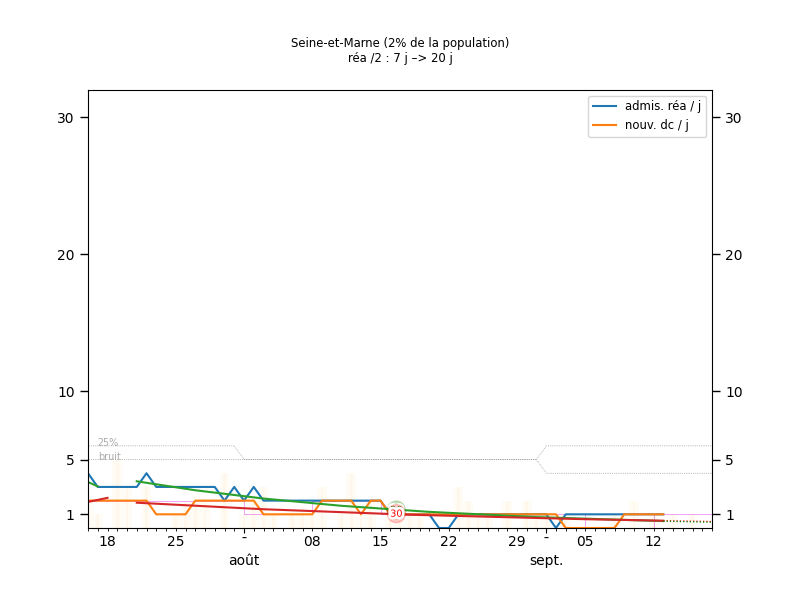 Seine-et-Marne (2% de la population)
réa /2 : 7 j –> 20 j
admis. réa / j
nouv. dc / j
30 30
20 20
10 10
25%
bruit
5 5
30
1 1
18 25 - 08 15 22 29 - 05 12
août sept.